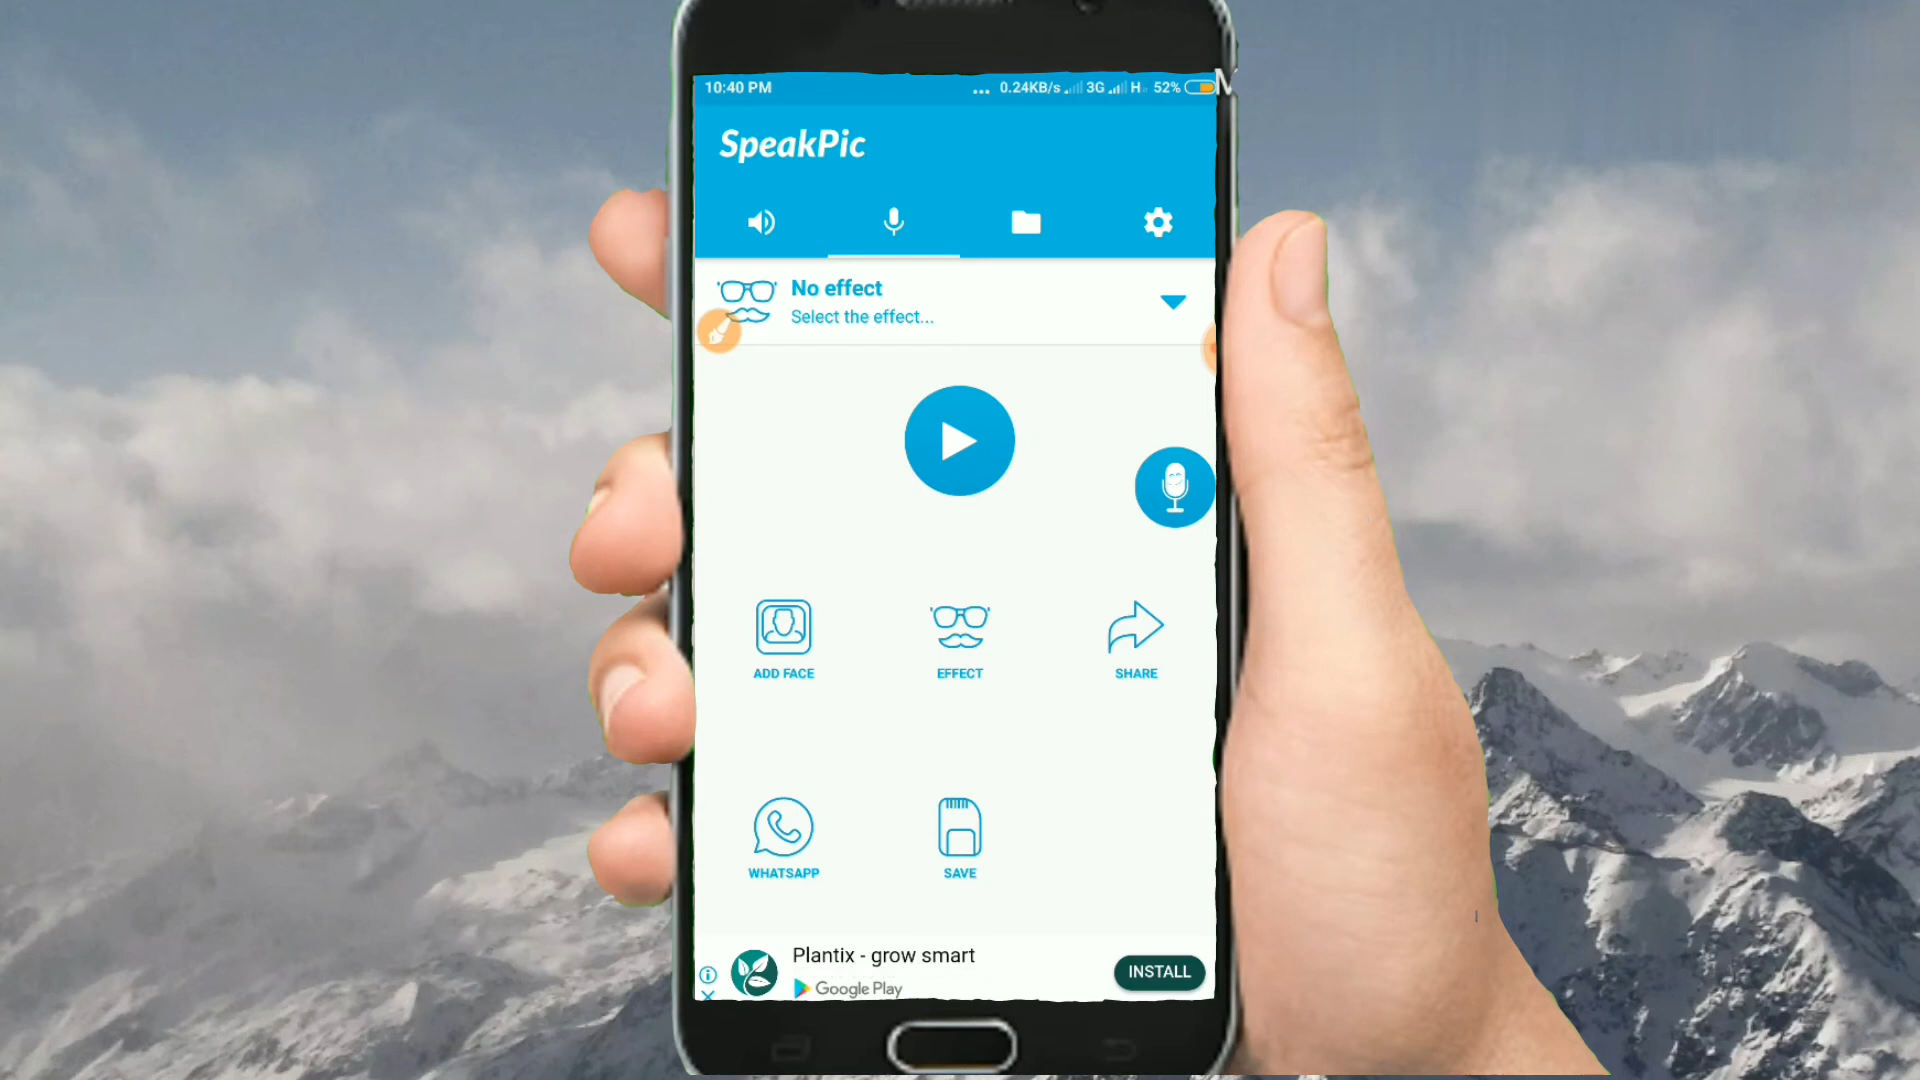 10:40 PM ... 0.24KB/s 3G H 52%
M
SpeakPic
No effect
Select the effect...
ADD FACE EFFECT SHARE
WHATSAPP SAVE
Plantix - grow smart
Google Play
INSTALL